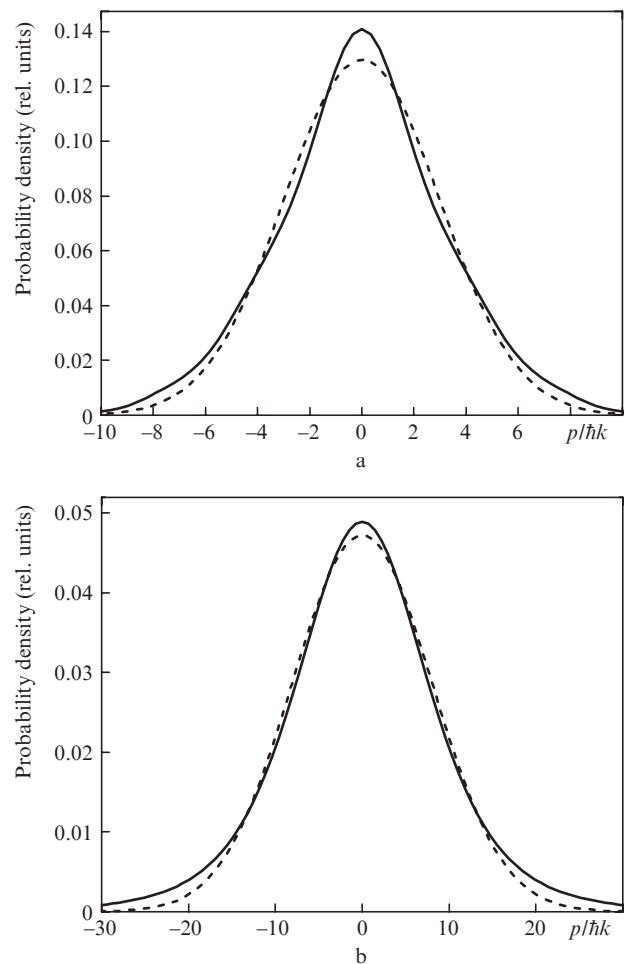 Probability density (rel. units)
0.14
0.12
0.10
0.08
0.06
0.04
0.02
0
–10 –8 –6 –4 –2 0 2 4 6 p/ħk
a
Probability density (rel. units)
0.05
0.04
0.03
0.02
0.01
0
–30 –20 –10 0 10 20 p/ħk
b